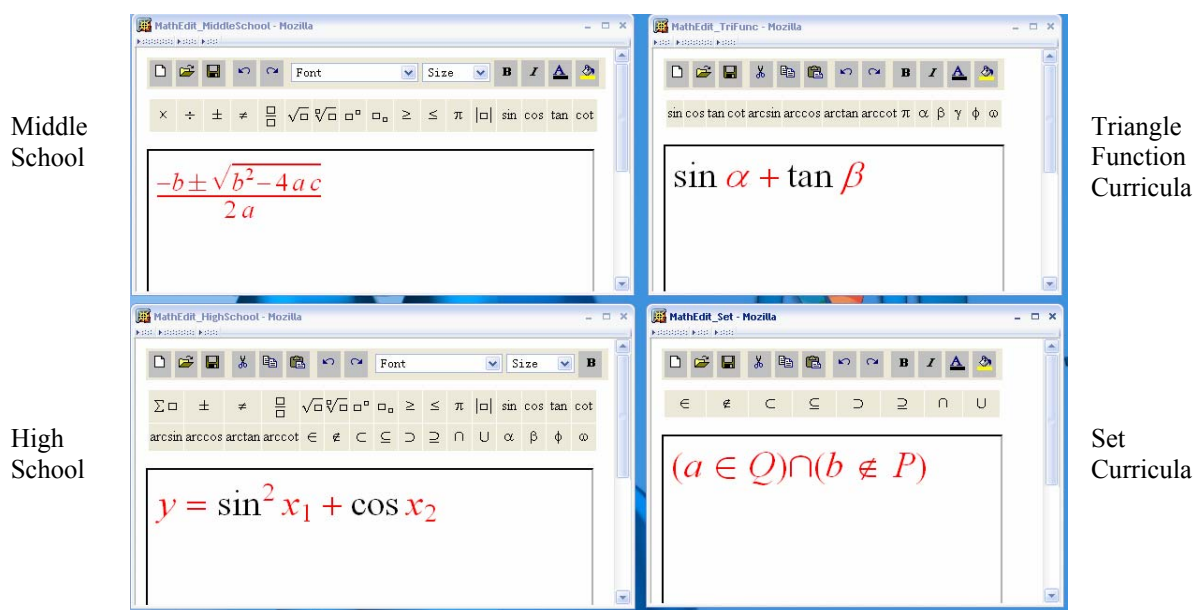 Middle
School
MathEdit_MiddleSchool - Mozilla
Font Size B I A
× ÷ ± ≠ □/□ √□ ∜□ □□ □□ ≥ ≤ π |□| sin cos tan cot
(−b ± √(b² − 4 a c))/(2 a)
MathEdit_TriFunc - Mozilla
B I A
sin cos tan cot arcsin arccos arctan arccot π α β γ ϕ ω
sin α + tan β
Triangle
Function
Curricula
High
School
MathEdit_HighSchool - Mozilla
Font Size B
Σ□ ± ≠ □/□ √□ ∜□ □□ □□ ≥ ≤ π |□| sin cos tan cot
arcsin arccos arctan arccot ∈ ∉ ⊂ ⊆ ⊃ ⊇ ∩ ∪ α β ϕ ω
y = sin² x₁ + cos x₂
MathEdit_Set - Mozilla
B I A
∈ ∉ ⊂ ⊆ ⊃ ⊇ ∩ ∪
(a ∈ Q)∩(b ∉ P)
Set
Curricula